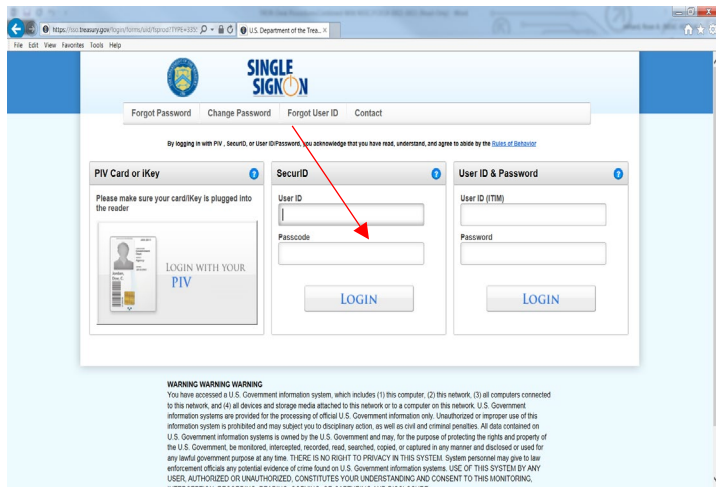 https://sso.treasury.gov/login/forms/uid/fsprod?TYPE=335
U.S. Department of the Trea...
File Edit View Favorites Tools Help
SINGLE
SIGN ON
Forgot Password Change Password Forgot User ID Contact
By logging in with PIV , SecurID, or User ID/Password, you acknowledge that you have read, understand, and agree to abide by the Rules of Behavior
PIV Card or iKey
Please make sure your card/iKey is plugged into
the reader
LOGIN WITH YOUR
PIV
SecurID
User ID
Passcode
LOGIN
User ID & Password
User ID (ITIM)
Password
LOGIN
WARNING WARNING WARNING
You have accessed a U.S. Government information system, which includes (1) this computer, (2) this network, (3) all computers connected
to this network, and (4) all devices and storage media attached to this network or to a computer on this network. U.S. Government
information systems are provided for the processing of official U.S. Government information only. Unauthorized or improper use of this
information system is prohibited and may subject you to disciplinary action, as well as civil and criminal penalties. All data contained on
U.S. Government information systems is owned by the U.S. Government and may, for the purpose of protecting the rights and property of
the U.S. Government, be monitored, intercepted, recorded, read, searched, copied, or captured in any manner and disclosed or used for
any lawful government purpose at any time. THERE IS NO RIGHT TO PRIVACY IN THIS SYSTEM. System personnel may give to law
enforcement officials any potential evidence of crime found on U.S. Government information systems. USE OF THIS SYSTEM BY ANY
USER, AUTHORIZED OR UNAUTHORIZED, CONSTITUTES YOUR UNDERSTANDING AND CONSENT TO THIS MONITORING,